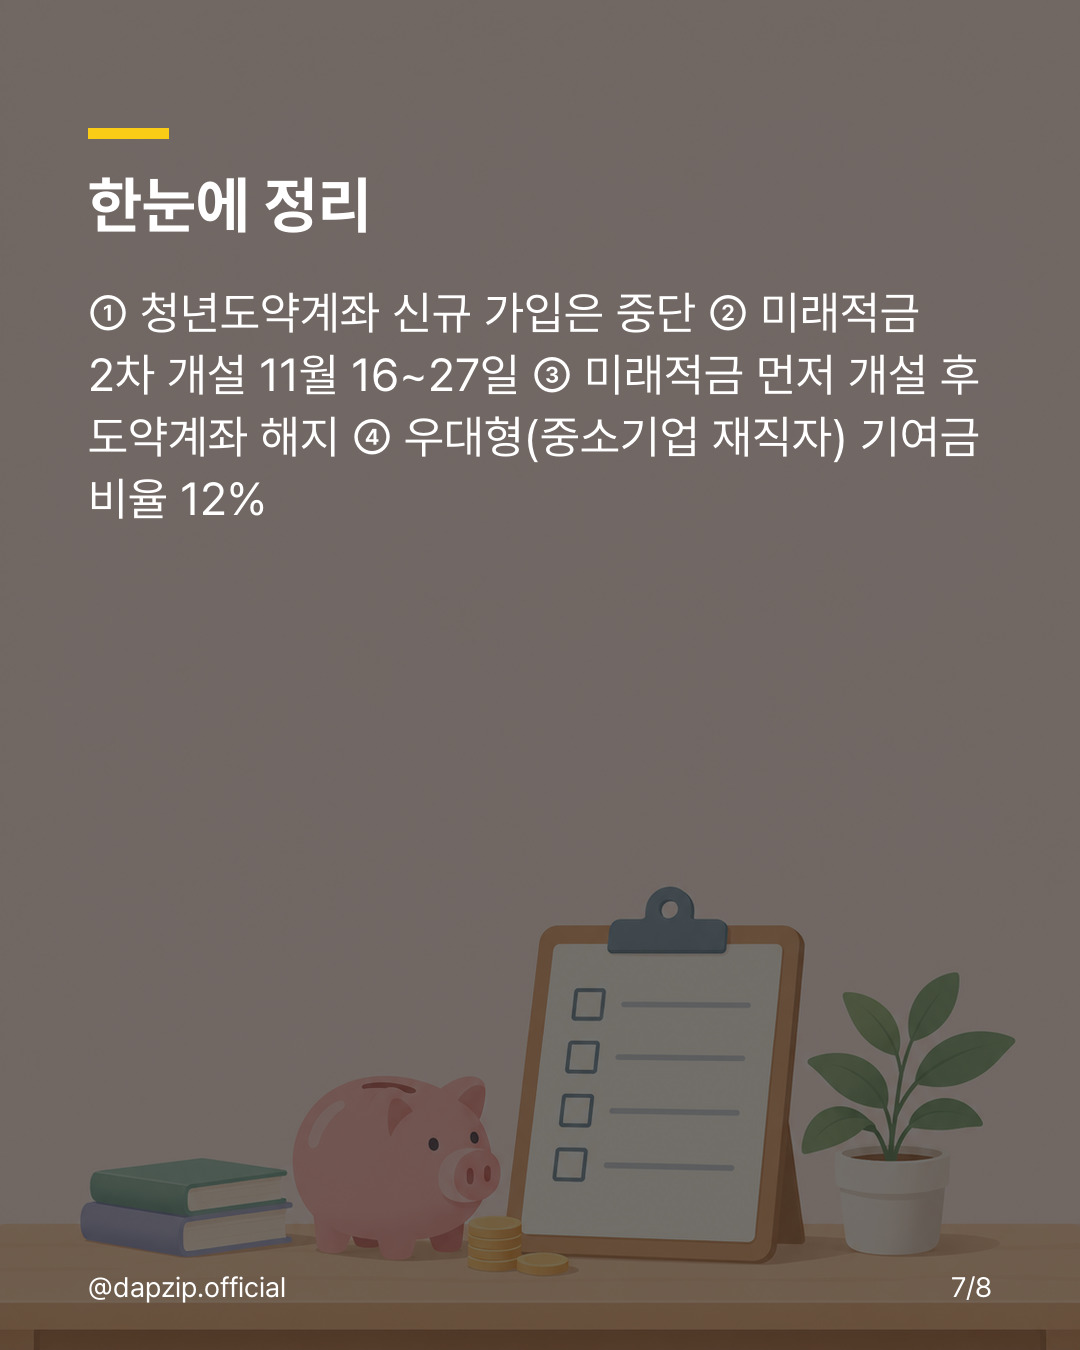 한눈에 정리
① 청년도약계좌 신규 가입은 중단 ② 미래적금
2차 개설 11월 16~27일 ③ 미래적금 먼저 개설 후
도약계좌 해지 ④ 우대형(중소기업 재직자) 기여금
비율 12%
@dapzip.official
7/8